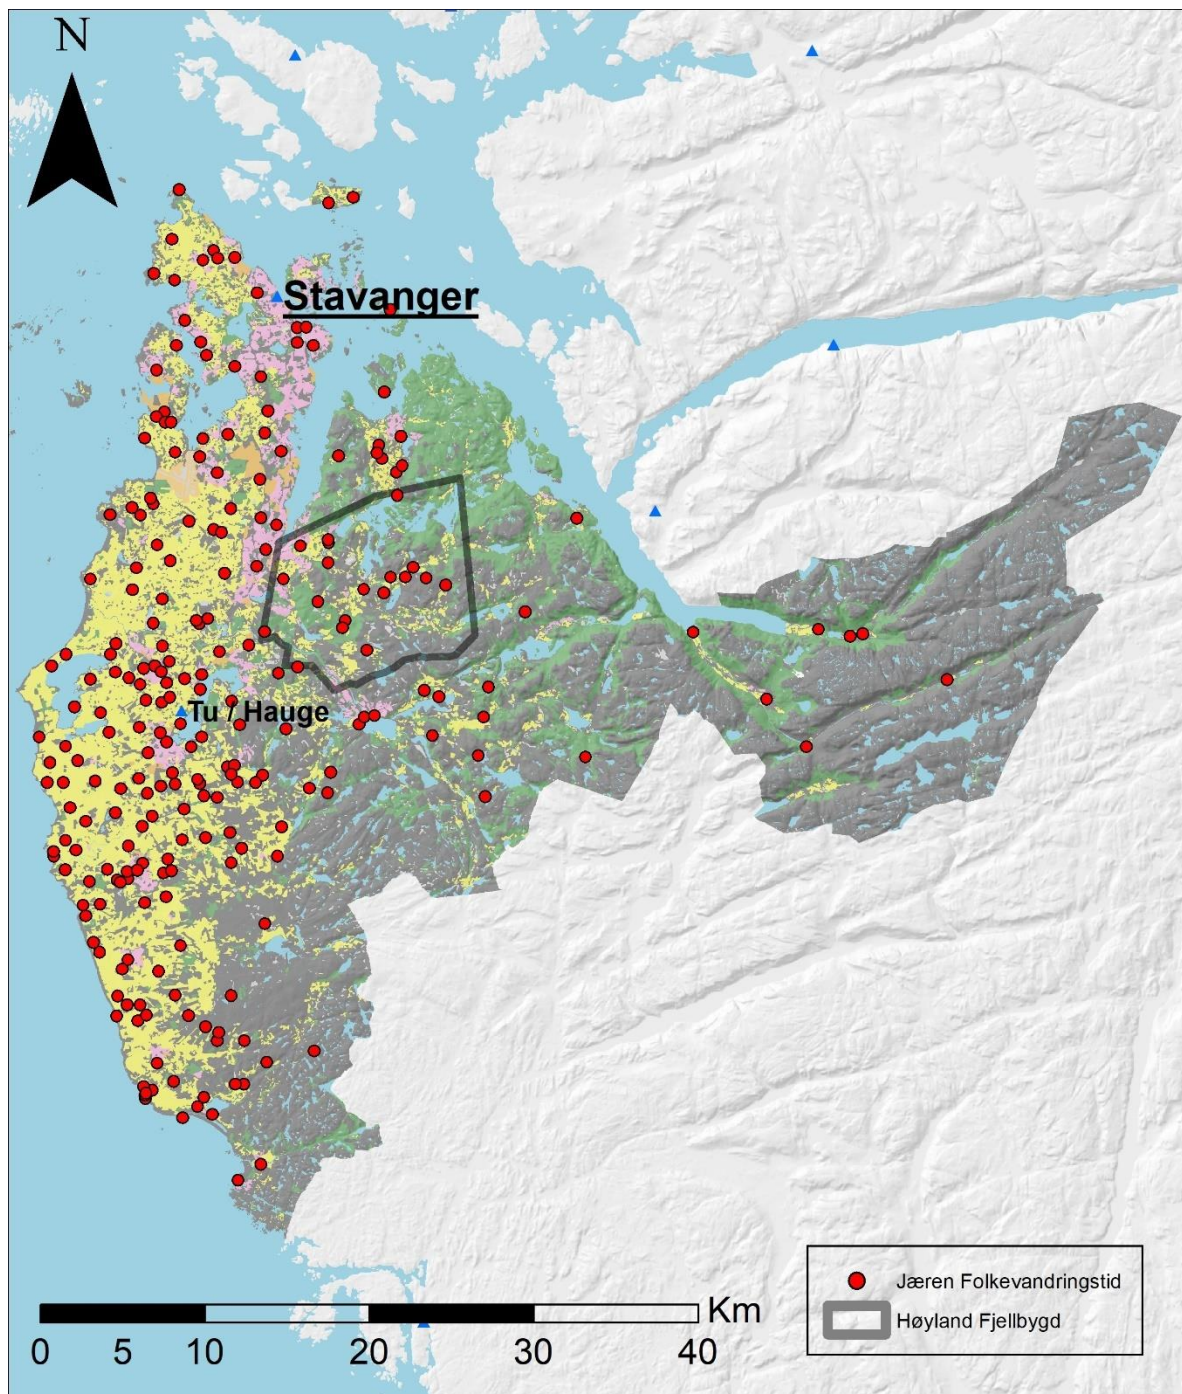 N
Stavanger
Tu / Hauge
Jæren Folkevandringstid
Høyland Fjellbygd
Km
0 5 10 20 30 40